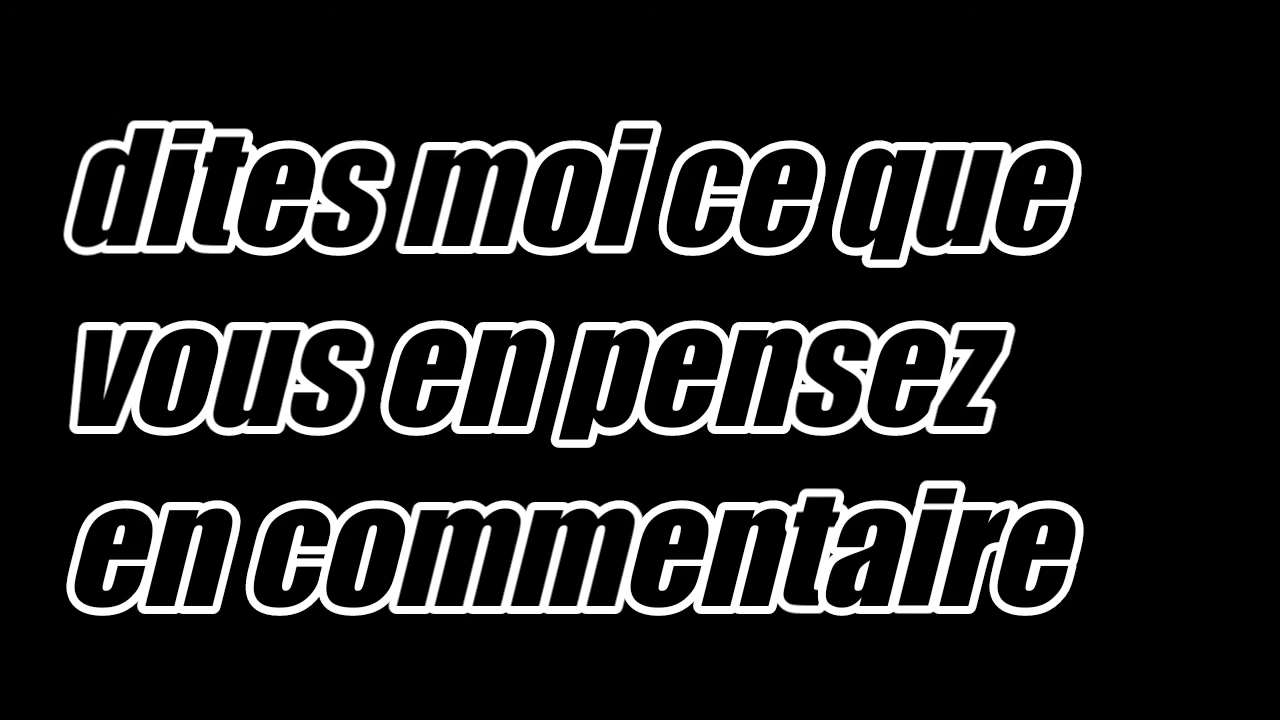 dites moi ce que
vous en pensez
en commentaire